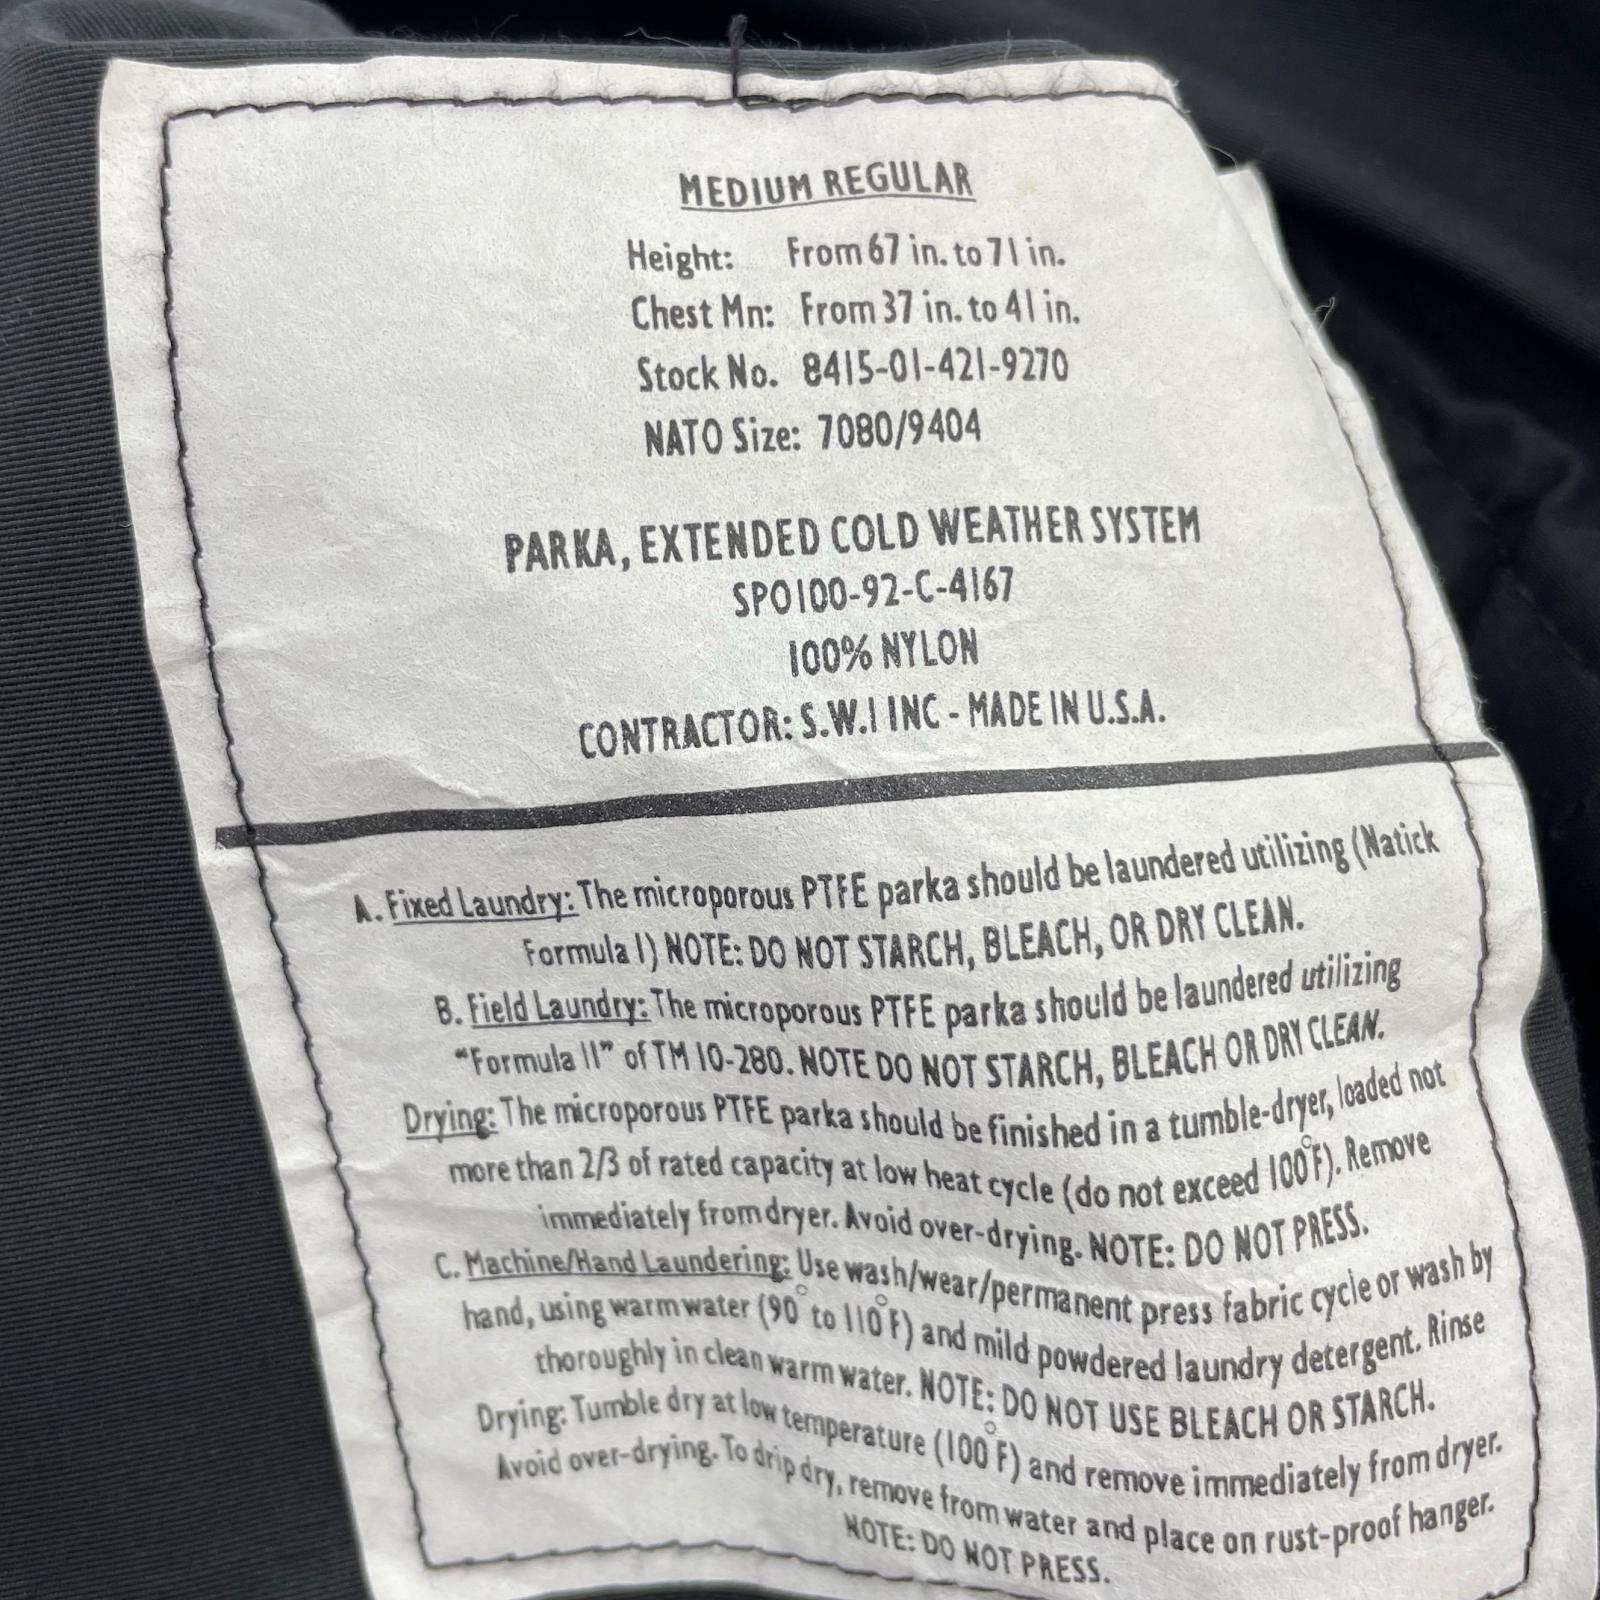 MEDIUM REGULAR
Height: From 67 in. to 71 in.
Chest Mn: From 37 in. to 41 in.
Stock No. 8415-01-421-9270
NATO Size: 7080/9404
PARKA, EXTENDED COLD WEATHER SYSTEM
SPO100-92-C-4167
100% NYLON
CONTRACTOR: S.W.I INC - MADE IN U.S.A.
A. Fixed Laundry: The microporous PTFE parka should be laundered utilizing (Natick
Formula I) NOTE: DO NOT STARCH, BLEACH, OR DRY CLEAN.
B. Field Laundry: The microporous PTFE parka should be laundered utilizing
“Formula II” of TM 10-280. NOTE DO NOT STARCH, BLEACH OR DRY CLEAN.
Drying: The microporous PTFE parka should be finished in a tumble-dryer, loaded not
more than 2/3 of rated capacity at low heat cycle (do not exceed 100°F). Remove
immediately from dryer. Avoid over-drying. NOTE: DO NOT PRESS.
C. Machine/Hand Laundering: Use wash/wear/permanent press fabric cycle or wash by
hand, using warm water (90° to 110°F) and mild powdered laundry detergent. Rinse
thoroughly in clean warm water. NOTE: DO NOT USE BLEACH OR STARCH.
Drying: Tumble dry at low temperature (100°F) and remove immediately from dryer.
Avoid over-drying. To drip dry, remove from water and place on rust-proof hanger.
NOTE: DO NOT PRESS.